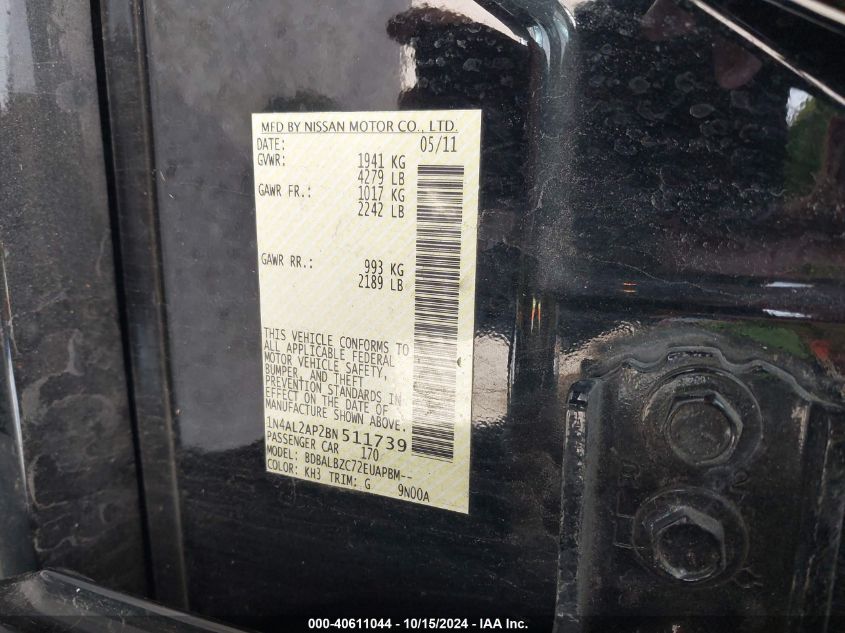 MFD BY NISSAN MOTOR CO., LTD.
DATE: 05/11
GVWR: 1941 KG
4279 LB
GAWR FR.: 1017 KG
2242 LB
GAWR RR.: 993 KG
2189 LB
THIS VEHICLE CONFORMS TO
ALL APPLICABLE FEDERAL
MOTOR VEHICLE SAFETY,
BUMPER, AND THEFT
PREVENTION STANDARDS IN
EFFECT ON THE DATE OF
MANUFACTURE SHOWN ABOVE.
1N4AL2AP2BN511739
PASSENGER CAR 170
MODEL: BDBALBZC72EUAPBM--
COLOR: KH3 TRIM: G 9N00A
000-40611044 - 10/15/2024 - IAA Inc.